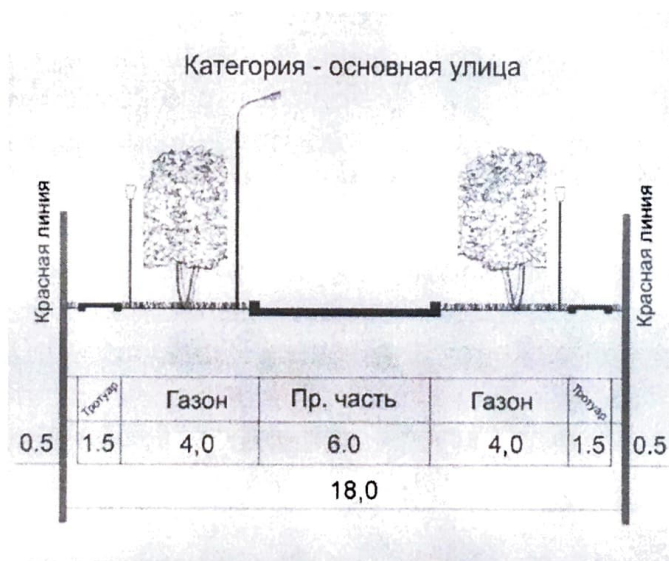 Категория - основная улица
Красная линия
Красная линия
Тротуар Газон Пр. часть Газон Тротуар
0.5 1.5 4,0 6.0 4,0 1.5 0.5
18,0